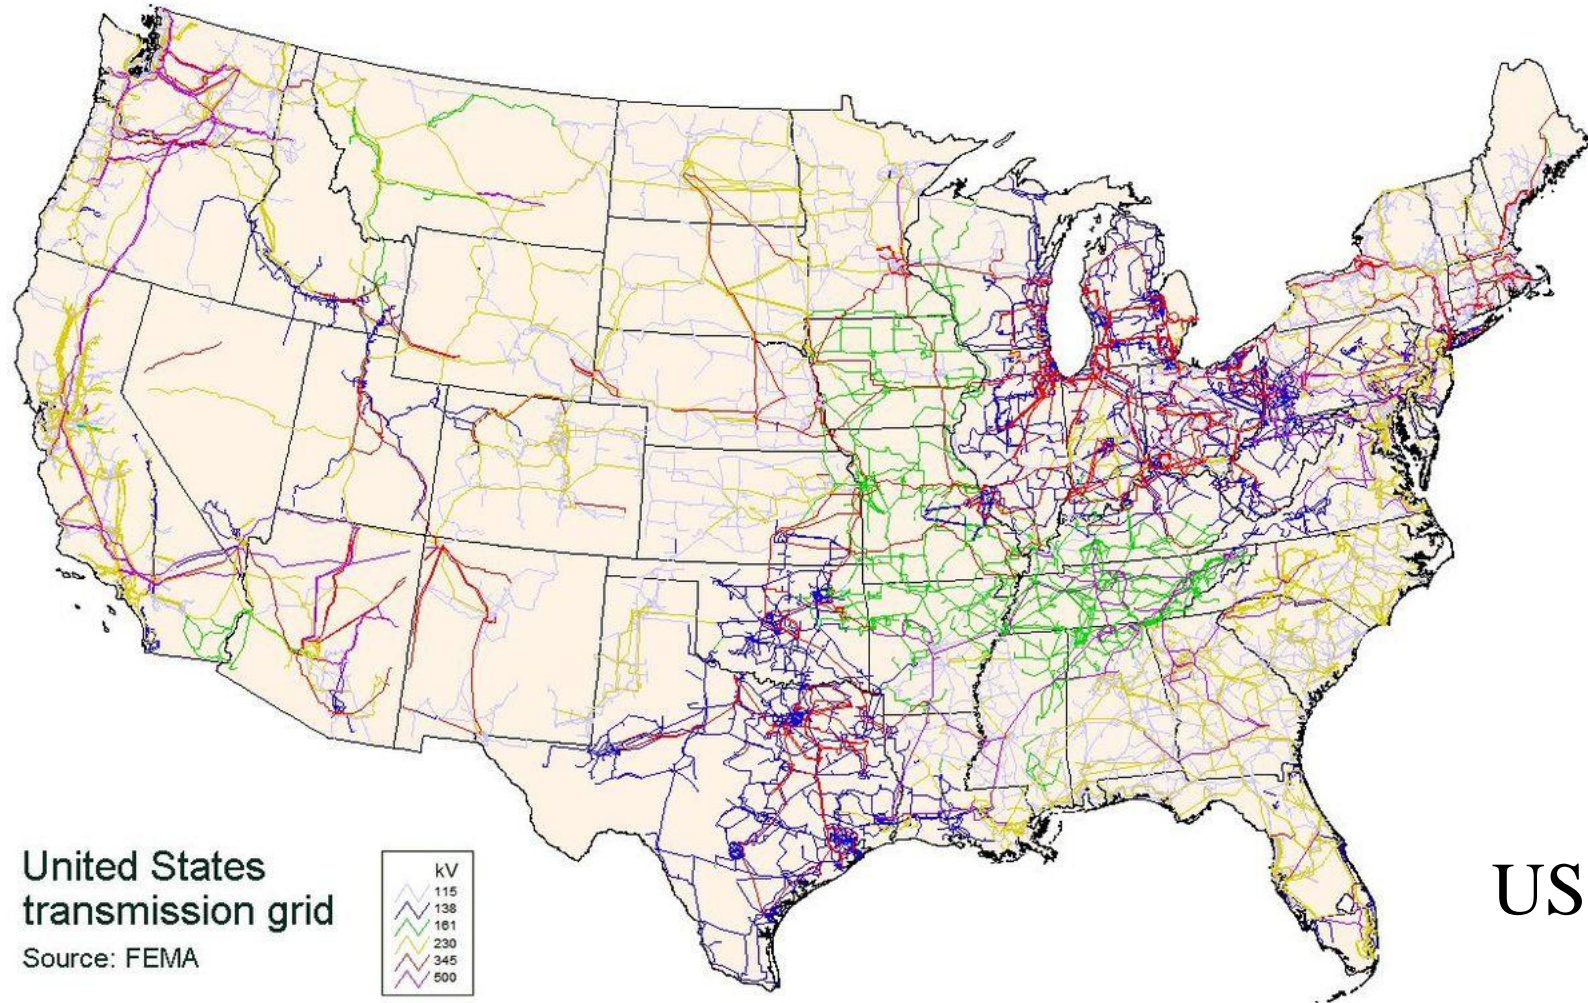 United States
transmission grid
Source: FEMA
kV
115
138
161
230
345
500
US